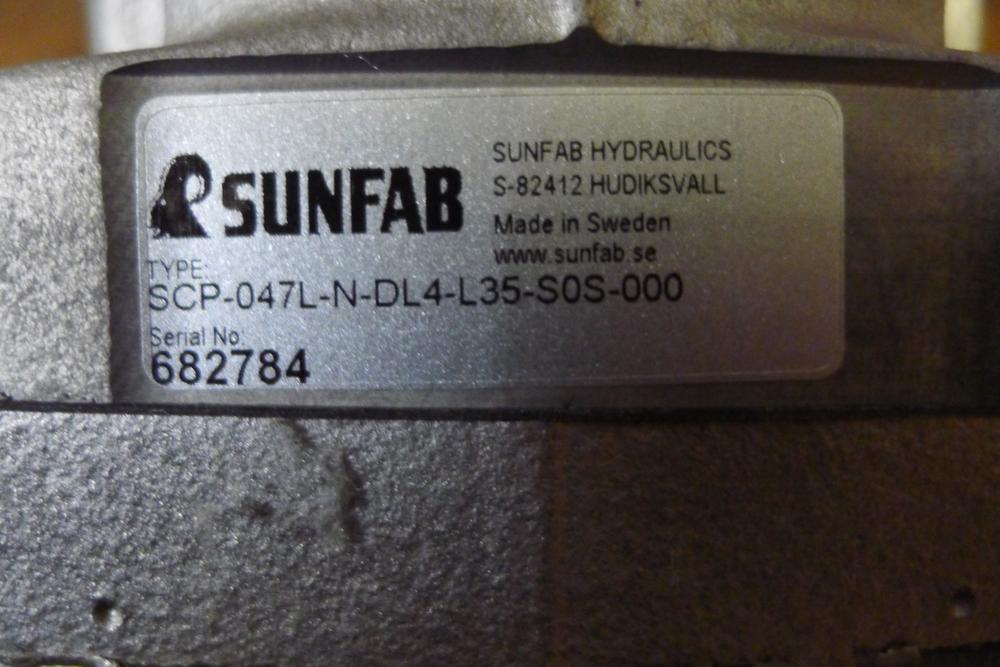 SUNFAB
SUNFAB HYDRAULICS
S-82412 HUDIKSVALL
Made in Sweden
www.sunfab.se
TYPE:
SCP-047L-N-DL4-L35-S0S-000
Serial No:
682784